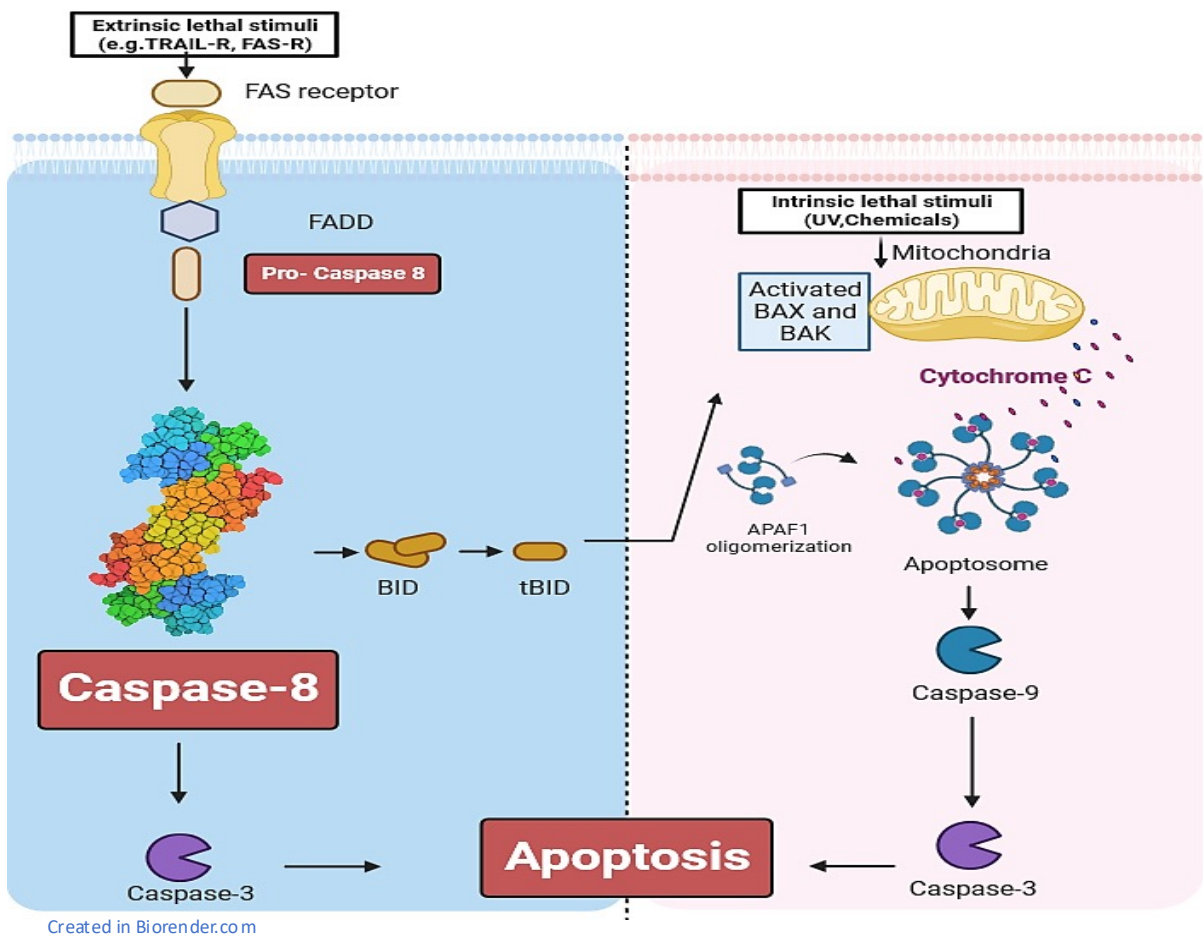 Extrinsic lethal stimuli
(e.g.TRAIL-R, FAS-R)
FAS receptor
FADD
Pro- Caspase 8
BID
tBID
Caspase-8
Caspase-3
Intrinsic lethal stimuli
(UV,Chemicals)
Mitochondria
Activated
BAX and
BAK
Cytochrome C
APAF1
oligomerization
Apoptosome
Caspase-9
Caspase-3
Apoptosis
Created in Biorender.com